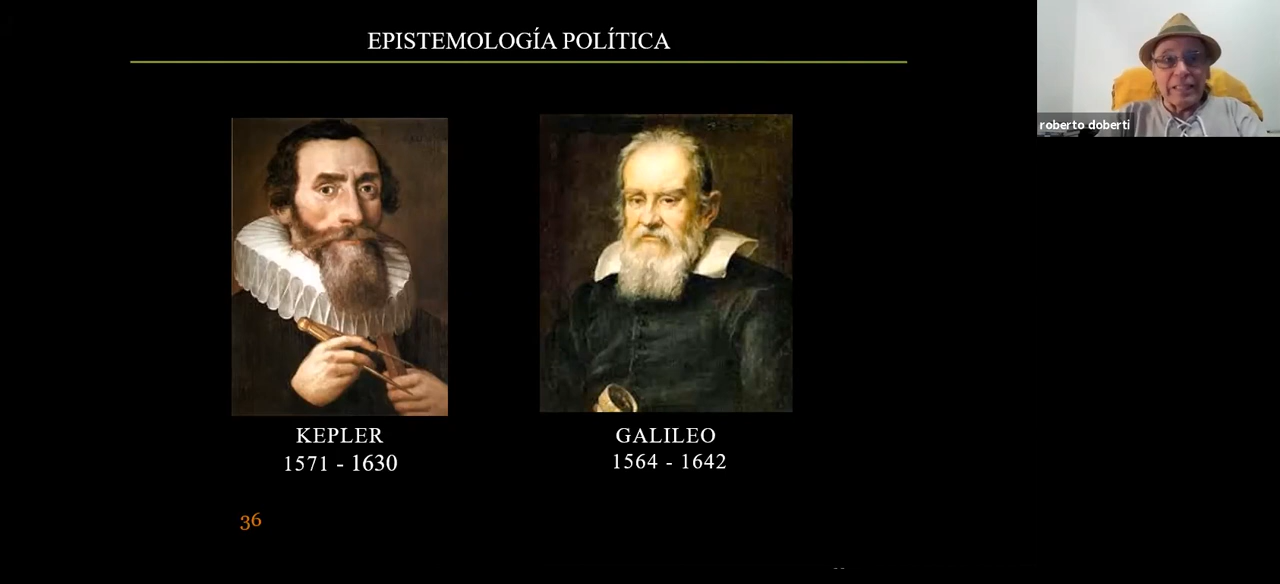 EPISTEMOLOGÍA POLÍTICA
roberto doberti
KEPLER
1571 - 1630
GALILEO
1564 - 1642
36